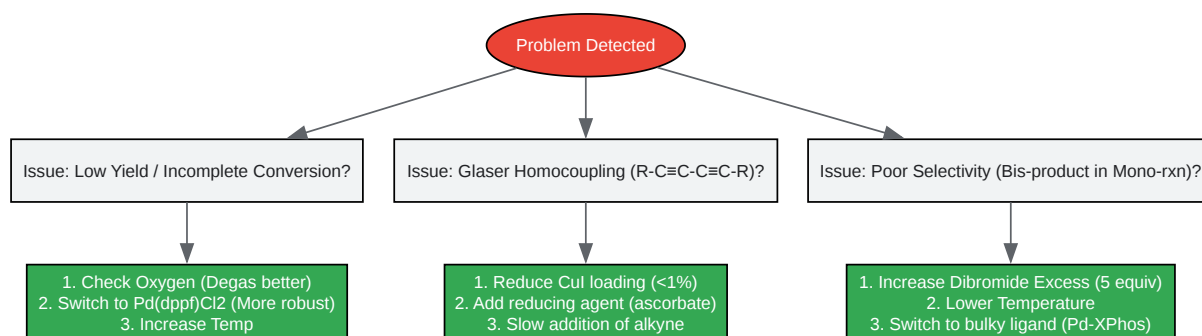 Problem Detected
Issue: Low Yield / Incomplete Conversion?
Issue: Glaser Homocoupling (R-C≡C-C≡C-R)?
Issue: Poor Selectivity (Bis-product in Mono-rxn)?
1. Check Oxygen (Degas better)
2. Switch to Pd(dppf)Cl2 (More robust)
3. Increase Temp
1. Reduce CuI loading (<1%)
2. Add reducing agent (ascorbate)
3. Slow addition of alkyne
1. Increase Dibromide Excess (5 equiv)
2. Lower Temperature
3. Switch to bulky ligand (Pd-XPhos)